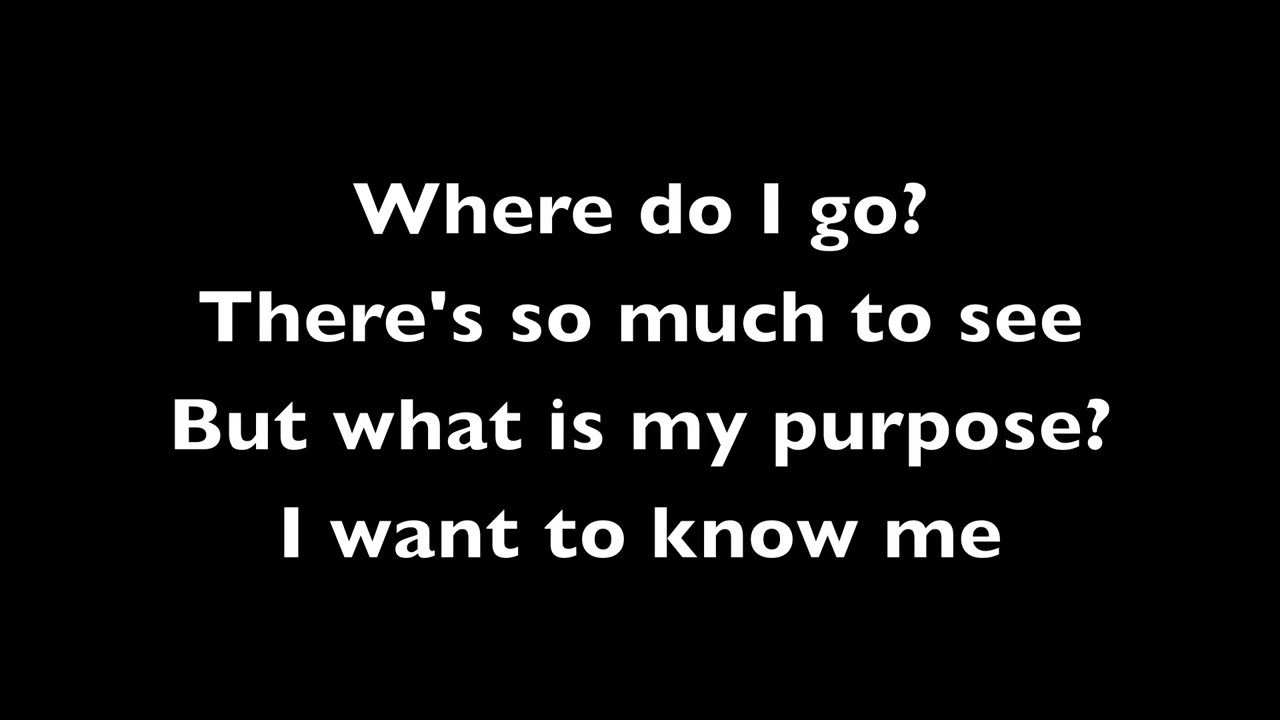 Where do I go?
There's so much to see
But what is my purpose?
I want to know me